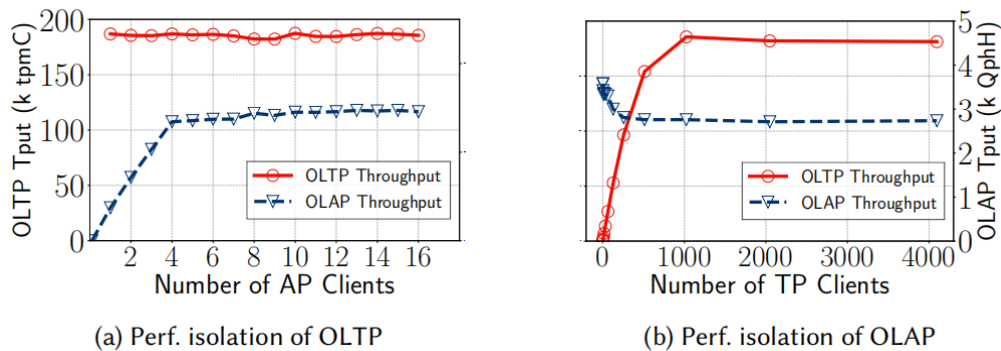 200
150
100
50
0
OLTP Tput (k tpmC)
OLTP Throughput
OLAP Throughput
2 4 6 8 10 12 14 16
Number of AP Clients
(a) Perf. isolation of OLTP
5
4
3
2
1
0
OLAP Tput (k QphH)
OLTP Throughput
OLAP Throughput
0 1000 2000 3000 4000
Number of TP Clients
(b) Perf. isolation of OLAP